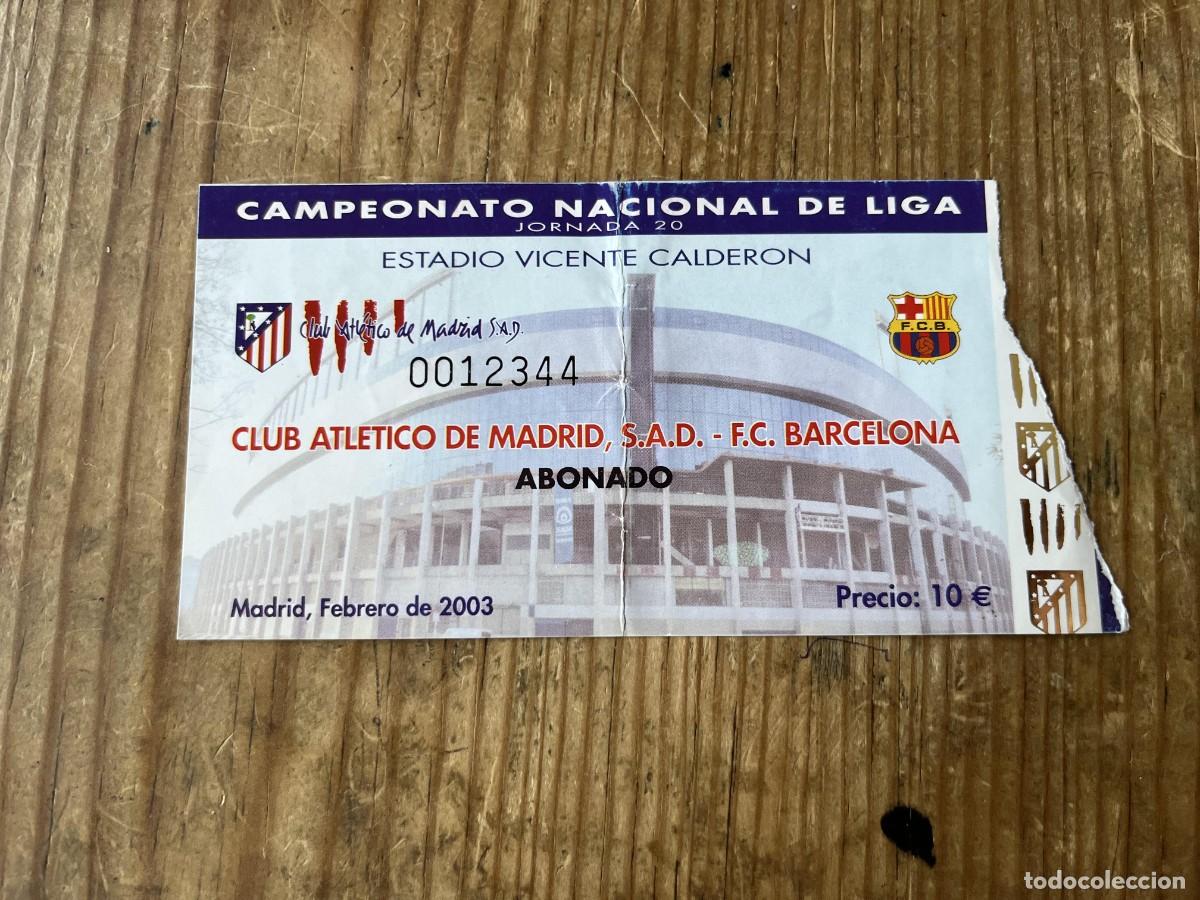 CAMPEONATO NACIONAL DE LIGA
JORNADA 20
ESTADIO VICENTE CALDERON
Club Atlético de Madrid S.A.D.
F.C.B.
0012344
CLUB ATLETICO DE MADRID, S.A.D. - F.C. BARCELONA
ABONADO
Madrid, Febrero de 2003
Precio: 10 €
todocoleccion